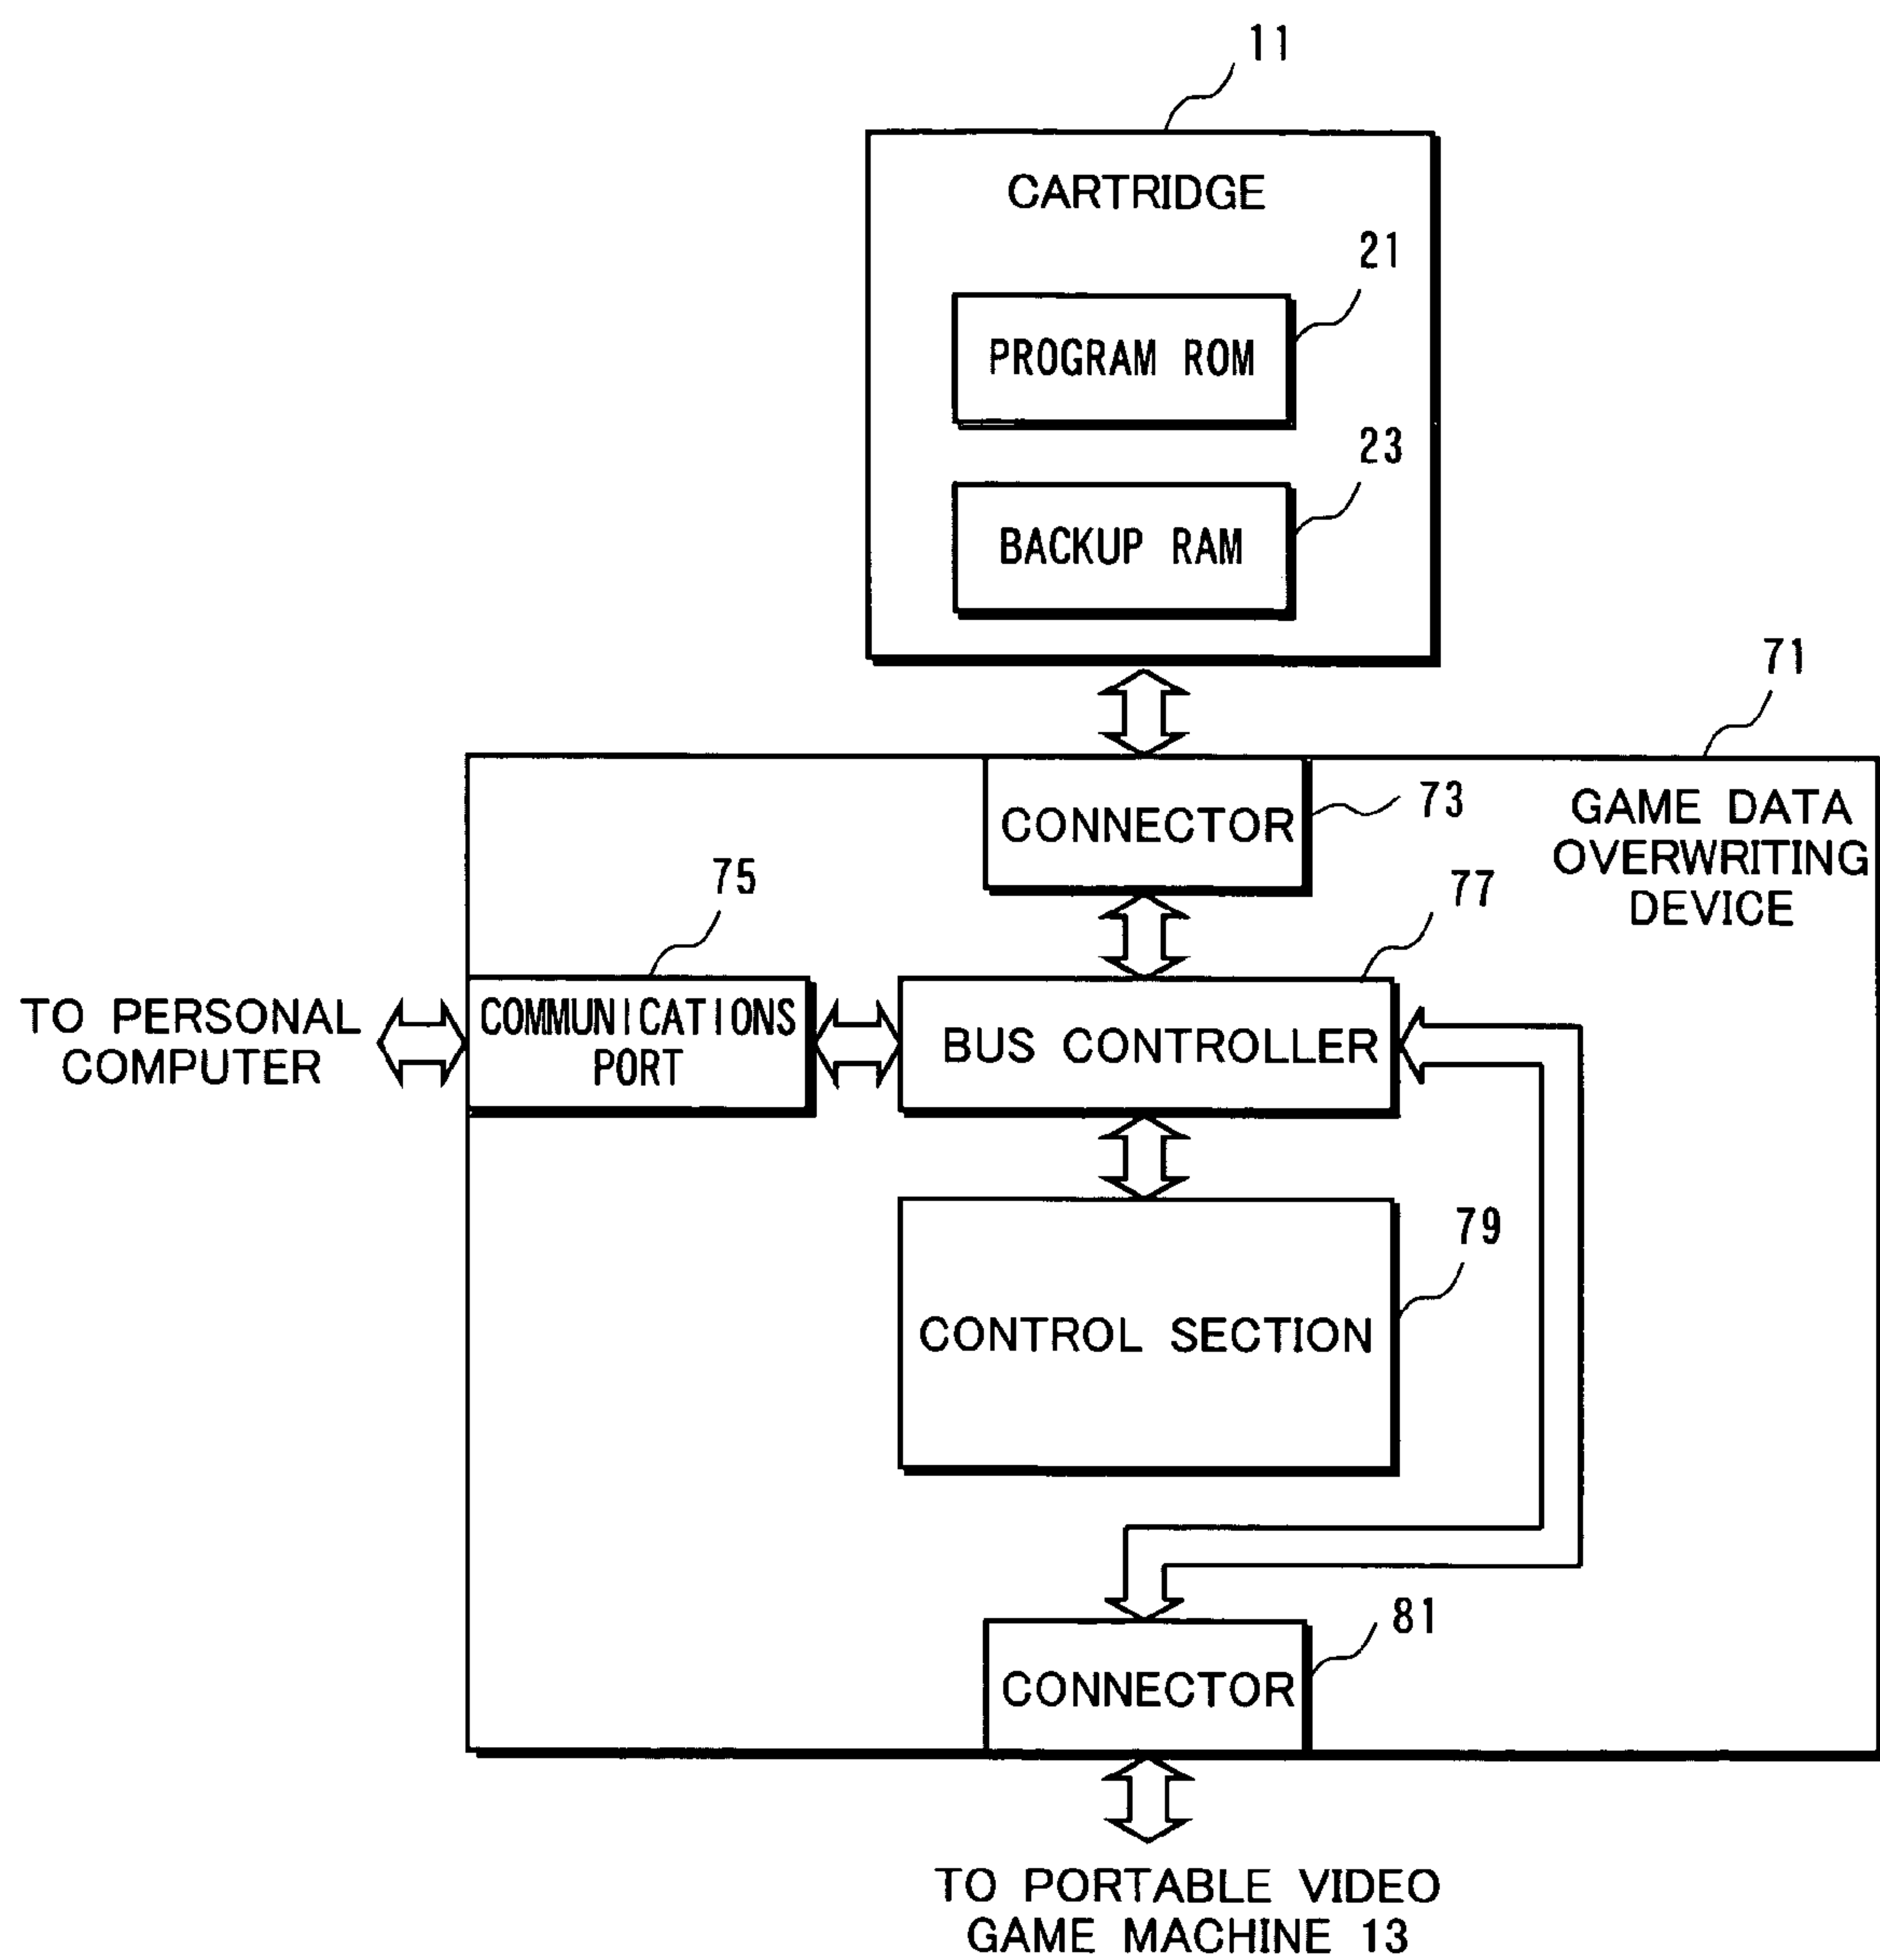 11
CARTRIDGE
21
PROGRAM ROM
23
BACKUP RAM
71
CONNECTOR
73
GAME DATA
OVERWRITING
DEVICE
75
77
TO PERSONAL
COMPUTER
COMMUNICATIONS
PORT
BUS CONTROLLER
79
CONTROL SECTION
81
CONNECTOR
TO PORTABLE VIDEO
GAME MACHINE 13